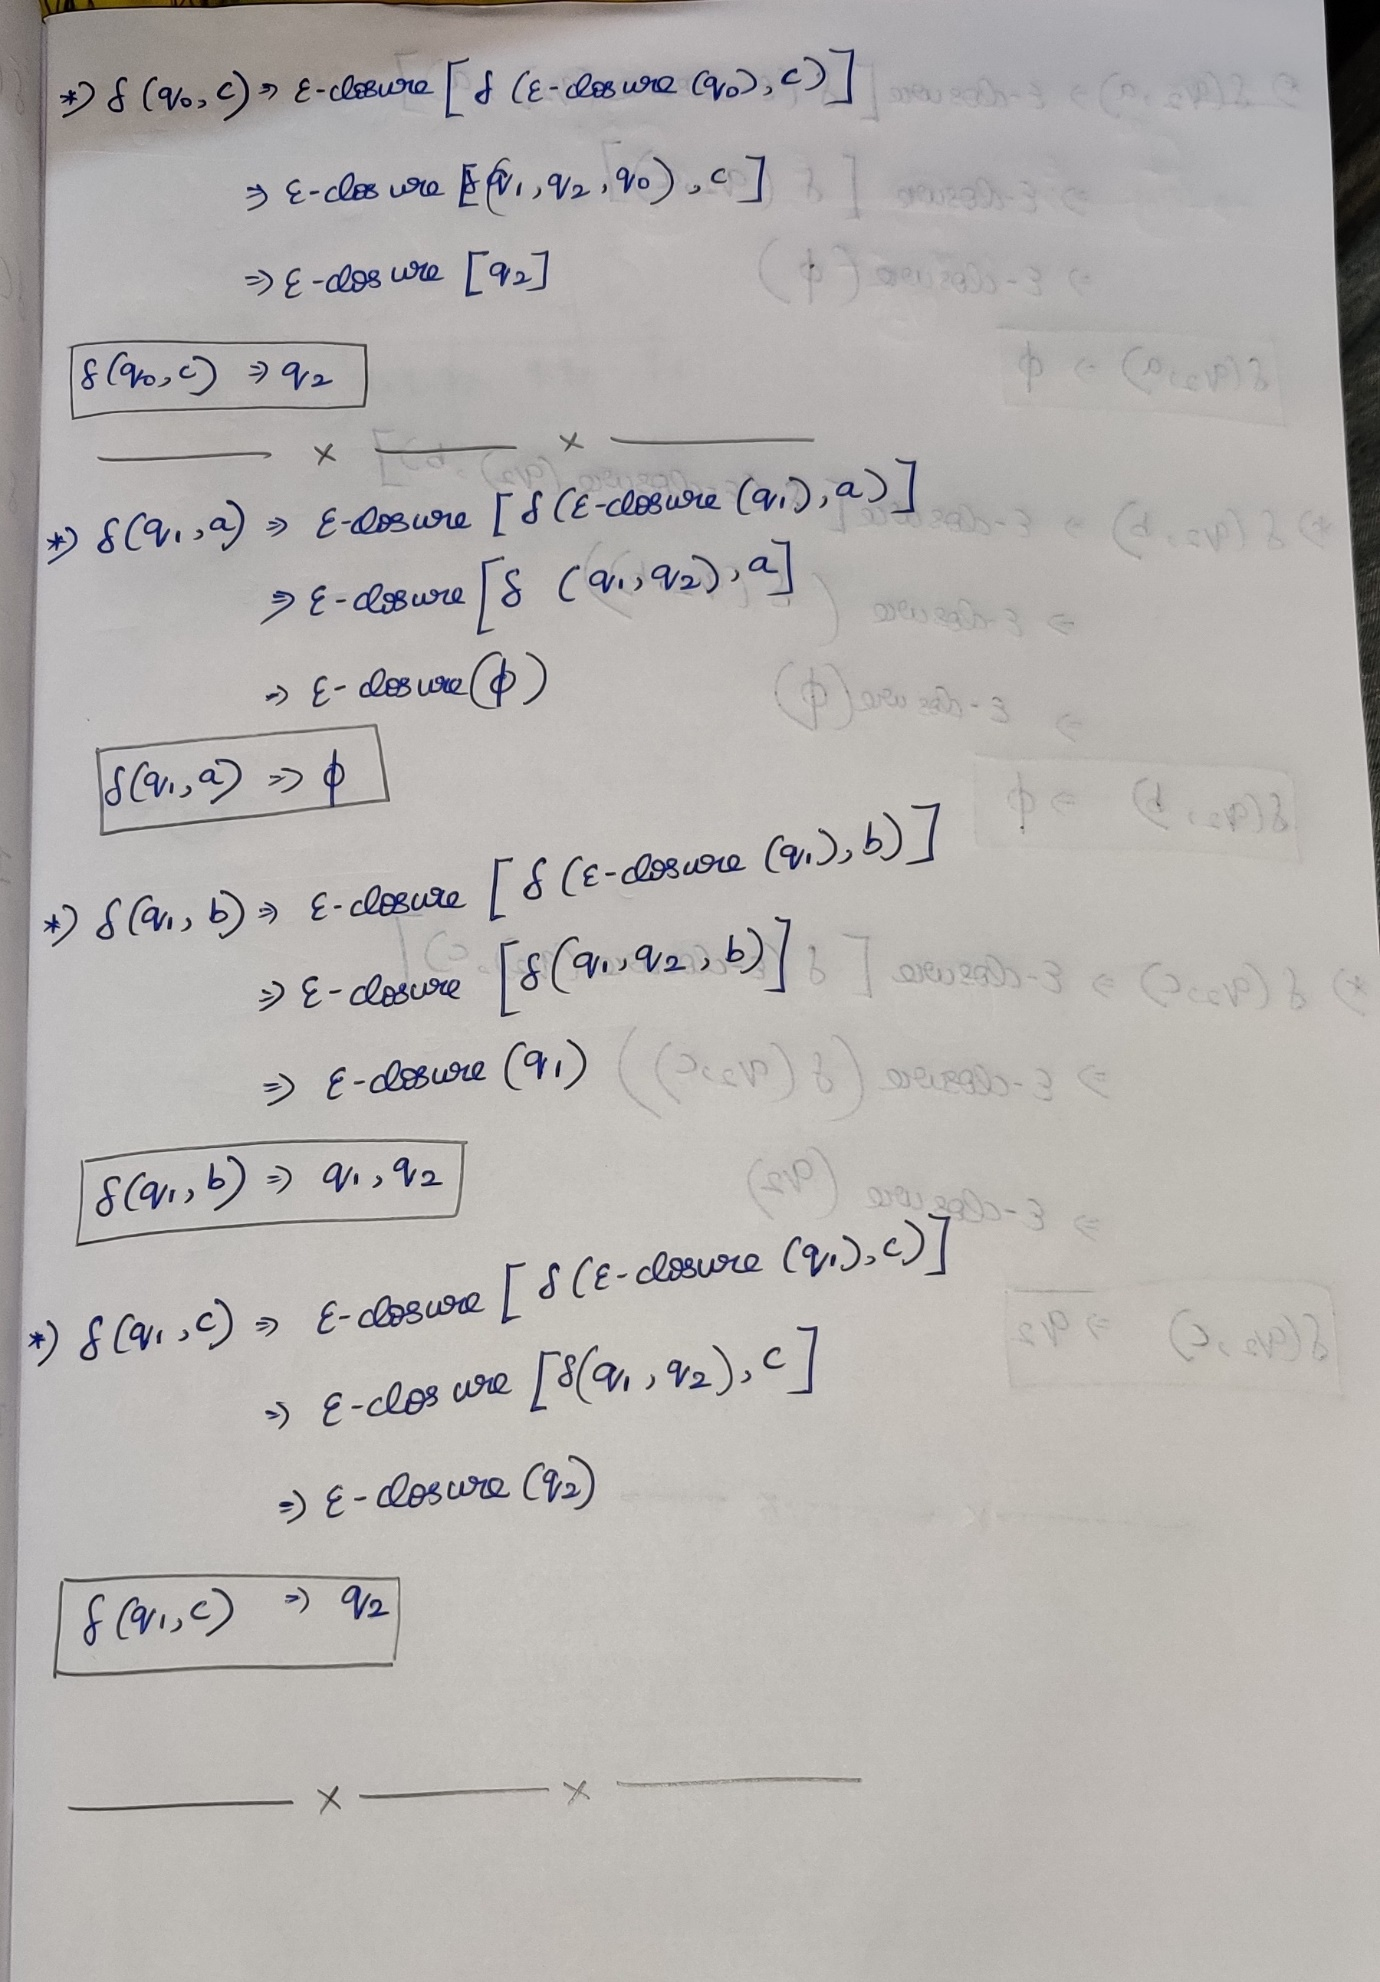 *) δ(q₀, c) ⇒ ε-closure [δ (ε-closure (q₀), c)]
⇒ ε-closure [δ(q₁, q₂, q₀), c]
⇒ ε-closure [q₂]
δ(q₀, c) ⇒ q₂
x x
*) δ(q₁, a) ⇒ ε-closure [δ(ε-closure (q₁), a)]
⇒ ε-closure [δ (q₁, q₂), a]
⇒ ε-closure (ϕ)
δ(q₁, a) ⇒ ϕ
*) δ(q₁, b) ⇒ ε-closure [δ(ε-closure (q₁), b)]
⇒ ε-closure [δ(q₁, q₂, b)]
⇒ ε-closure (q₁)
δ(q₁, b) ⇒ q₁, q₂
*) δ(q₁, c) ⇒ ε-closure [δ(ε-closure (q₁), c)]
⇒ ε-closure [δ(q₁, q₂), c]
⇒ ε-closure (q₂)
δ(q₁, c) ⇒ q₂
x x